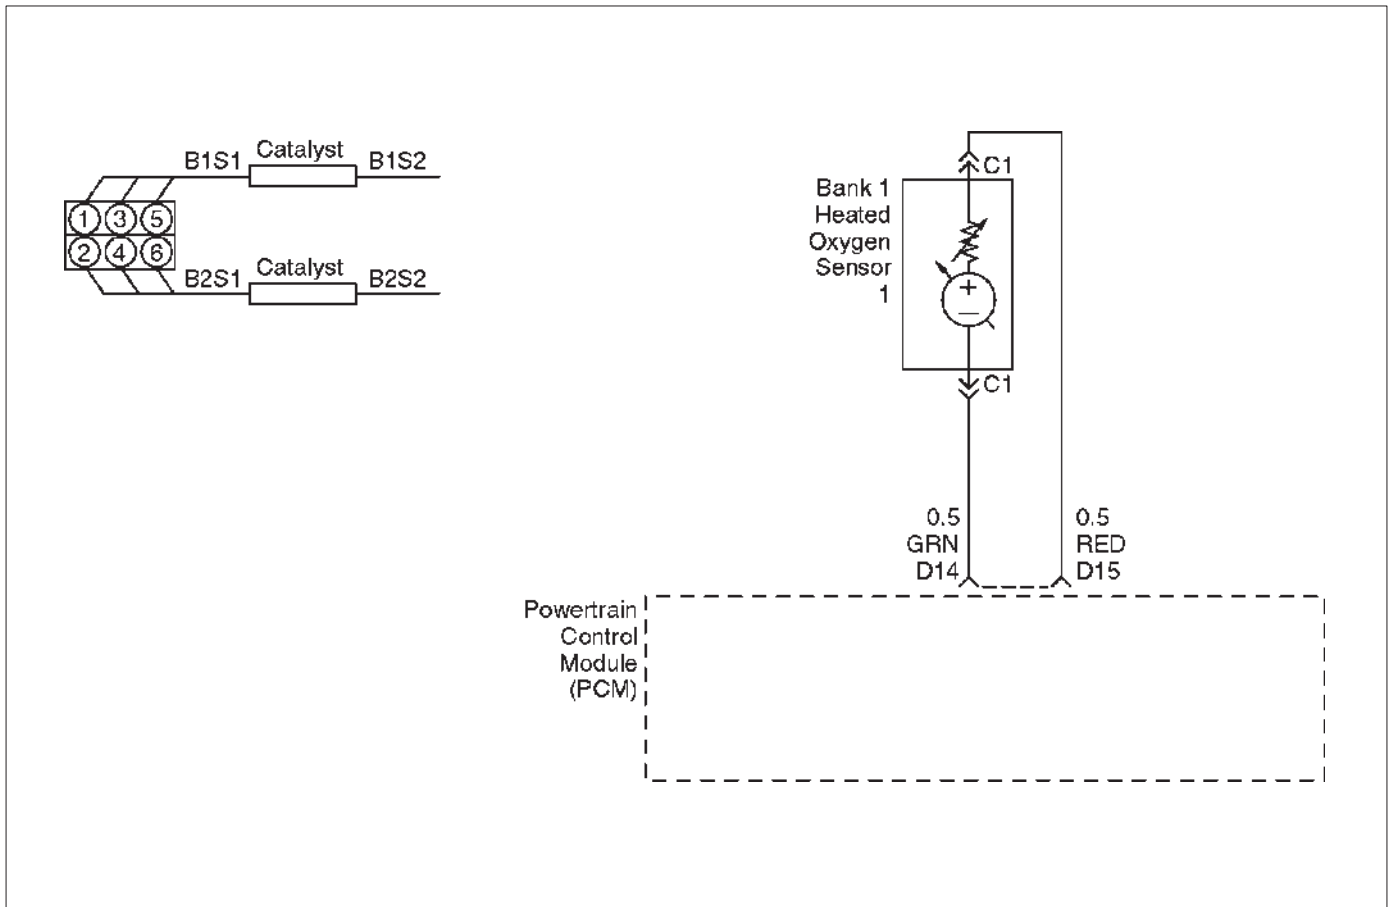 B1S1 Catalyst B1S2
1 3 5
2 4 6
B2S1 Catalyst B2S2
C1
Bank 1
Heated
Oxygen
Sensor
1
+
−
C1
0.5
GRN
D14
0.5
RED
D15
Powertrain
Control
Module
(PCM)